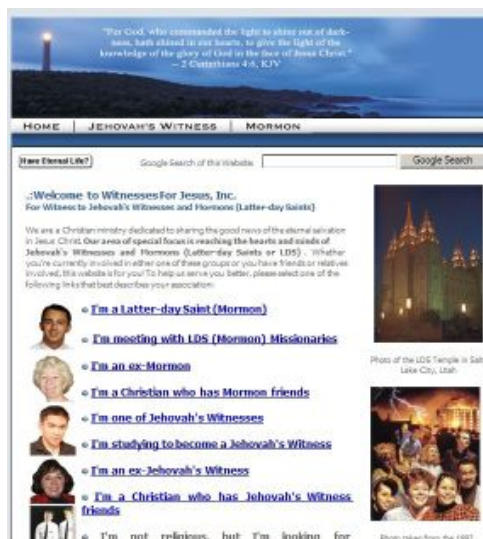 "For God, who commanded the light to shine out of dark-
ness, hath shined in our hearts, to give the light of the
knowledge of the glory of God in the face of Jesus Christ."
-- 2 Corinthians 4:6, KJV
HOME | JEHOVAH'S WITNESS | MORMON
Have Eternal Life?
Google Search of this Website:
Google Search
.:Welcome to Witnesses For Jesus, Inc.
For Witness to Jehovah's Witnesses and Mormons (Latter-day Saints)
We are a Christian ministry dedicated to sharing the good news of the eternal salvation
in Jesus Christ. Our area of special focus is reaching the hearts and minds of
Jehovah's Witnesses and Mormons (Latter-day Saints or LDS) . Whether
you're currently involved in either one of these groups or you have friends or relatives
involved, this website is for you! To help us serve you better, please select one of the
following links that best describes your association:
I'm a Latter-day Saint (Mormon)
I'm meeting with LDS (Mormon) Missionaries
I'm an ex-Mormon
I'm a Christian who has Mormon friends
I'm one of Jehovah's Witnesses
I'm studying to become a Jehovah's Witness
I'm an ex-Jehovah's Witness
I'm a Christian who has Jehovah's Witness
friends
I'm not religious, but I'm looking for
Photo of the LDS Temple in Salt
Lake City, Utah
Photo taken from the 1997